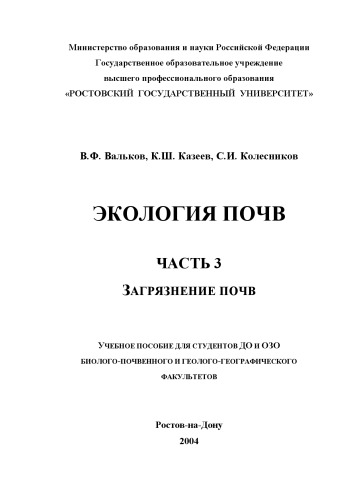 Министерство образования и науки Российской Федерации
Государственное образовательное учреждение
высшего профессионального образования
«РОСТОВСКИЙ ГОСУДАРСТВЕННЫЙ УНИВЕРСИТЕТ»
В.Ф. Вальков, К.Ш. Казеев, С.И. Колесников
ЭКОЛОГИЯ ПОЧВ
ЧАСТЬ 3
ЗАГРЯЗНЕНИЕ ПОЧВ
УЧЕБНОЕ ПОСОБИЕ ДЛЯ СТУДЕНТОВ ДО И ОЗО
БИОЛОГО-ПОЧВЕННОГО И ГЕОЛОГО-ГЕОГРАФИЧЕСКОГО
ФАКУЛЬТЕТОВ
Ростов-на-Дону
2004